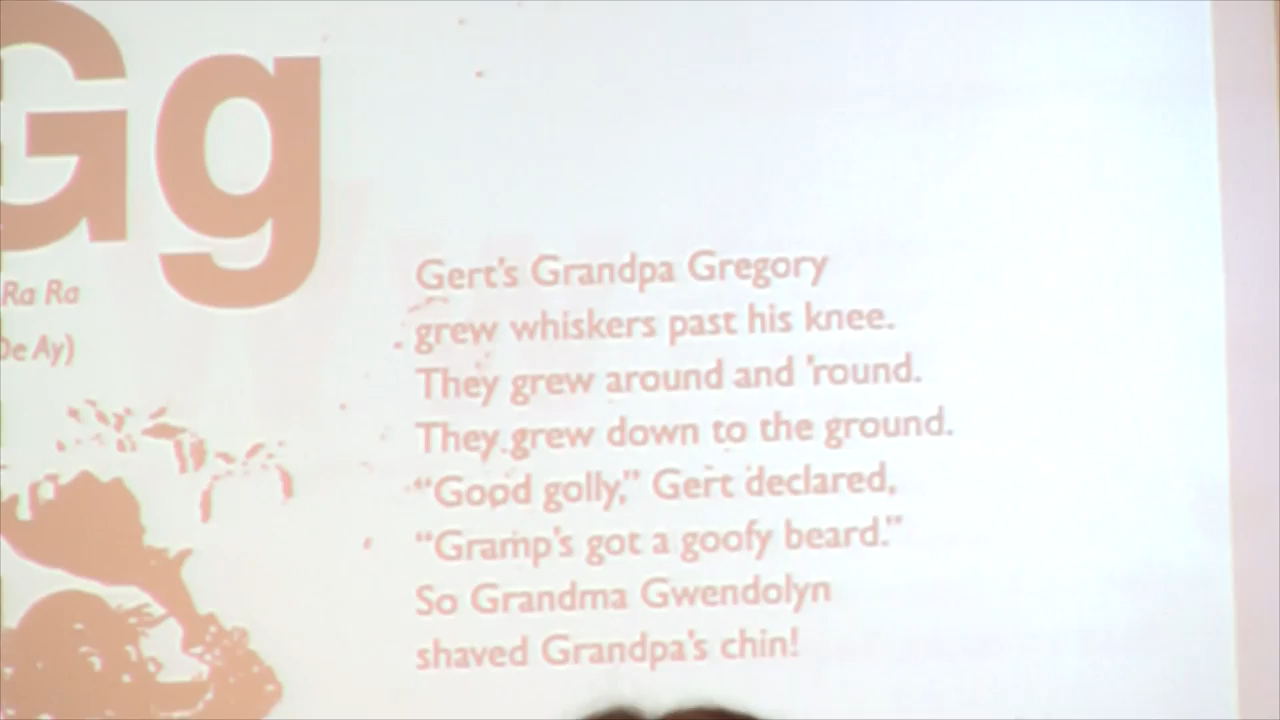 Gg
Ra Ra
De Ay)
Gert's Grandpa Gregory
grew whiskers past his knee.
They grew around and 'round.
They grew down to the ground.
“Good golly,” Gert declared,
“Gramp's got a goofy beard.”
So Grandma Gwendolyn
shaved Grandpa's chin!